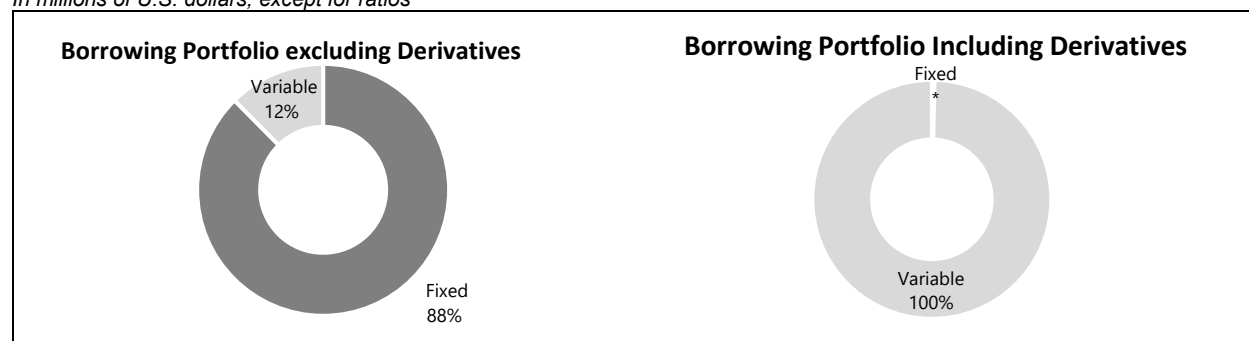 In millions of U.S. dollars, except for ratios
Borrowing Portfolio excluding Derivatives
Variable
12%
Fixed
88%
Borrowing Portfolio Including Derivatives
Fixed
*
Variable
100%